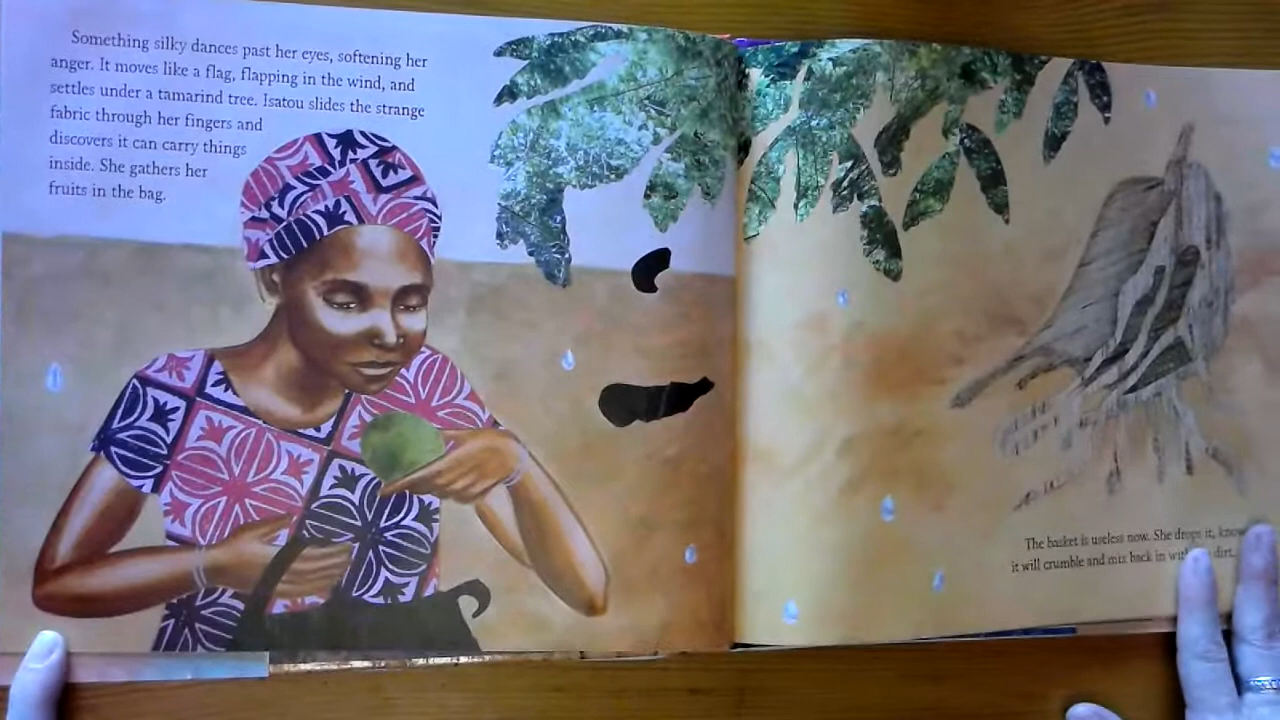 Something silky dances past her eyes, softening her
anger. It moves like a flag, flapping in the wind, and
settles under a tamarind tree. Isatou slides the strange
fabric through her fingers and
discovers it can carry things
inside. She gathers her
fruits in the bag.
The basket is useless now. She drops it,
it will crumble and mix back in dirt.